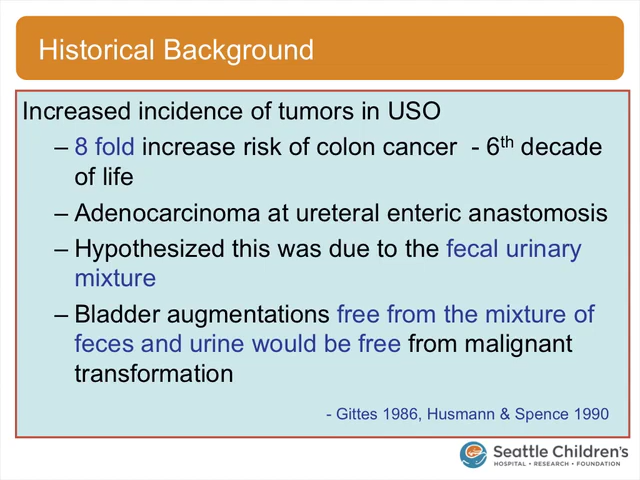 Historical Background
Increased incidence of tumors in USO
– 8 fold increase risk of colon cancer - 6th decade
of life
– Adenocarcinoma at ureteral enteric anastomosis
– Hypothesized this was due to the fecal urinary
mixture
– Bladder augmentations free from the mixture of
feces and urine would be free from malignant
transformation
- Gittes 1986, Husmann & Spence 1990
Seattle Children's
HOSPITAL • RESEARCH • FOUNDATION